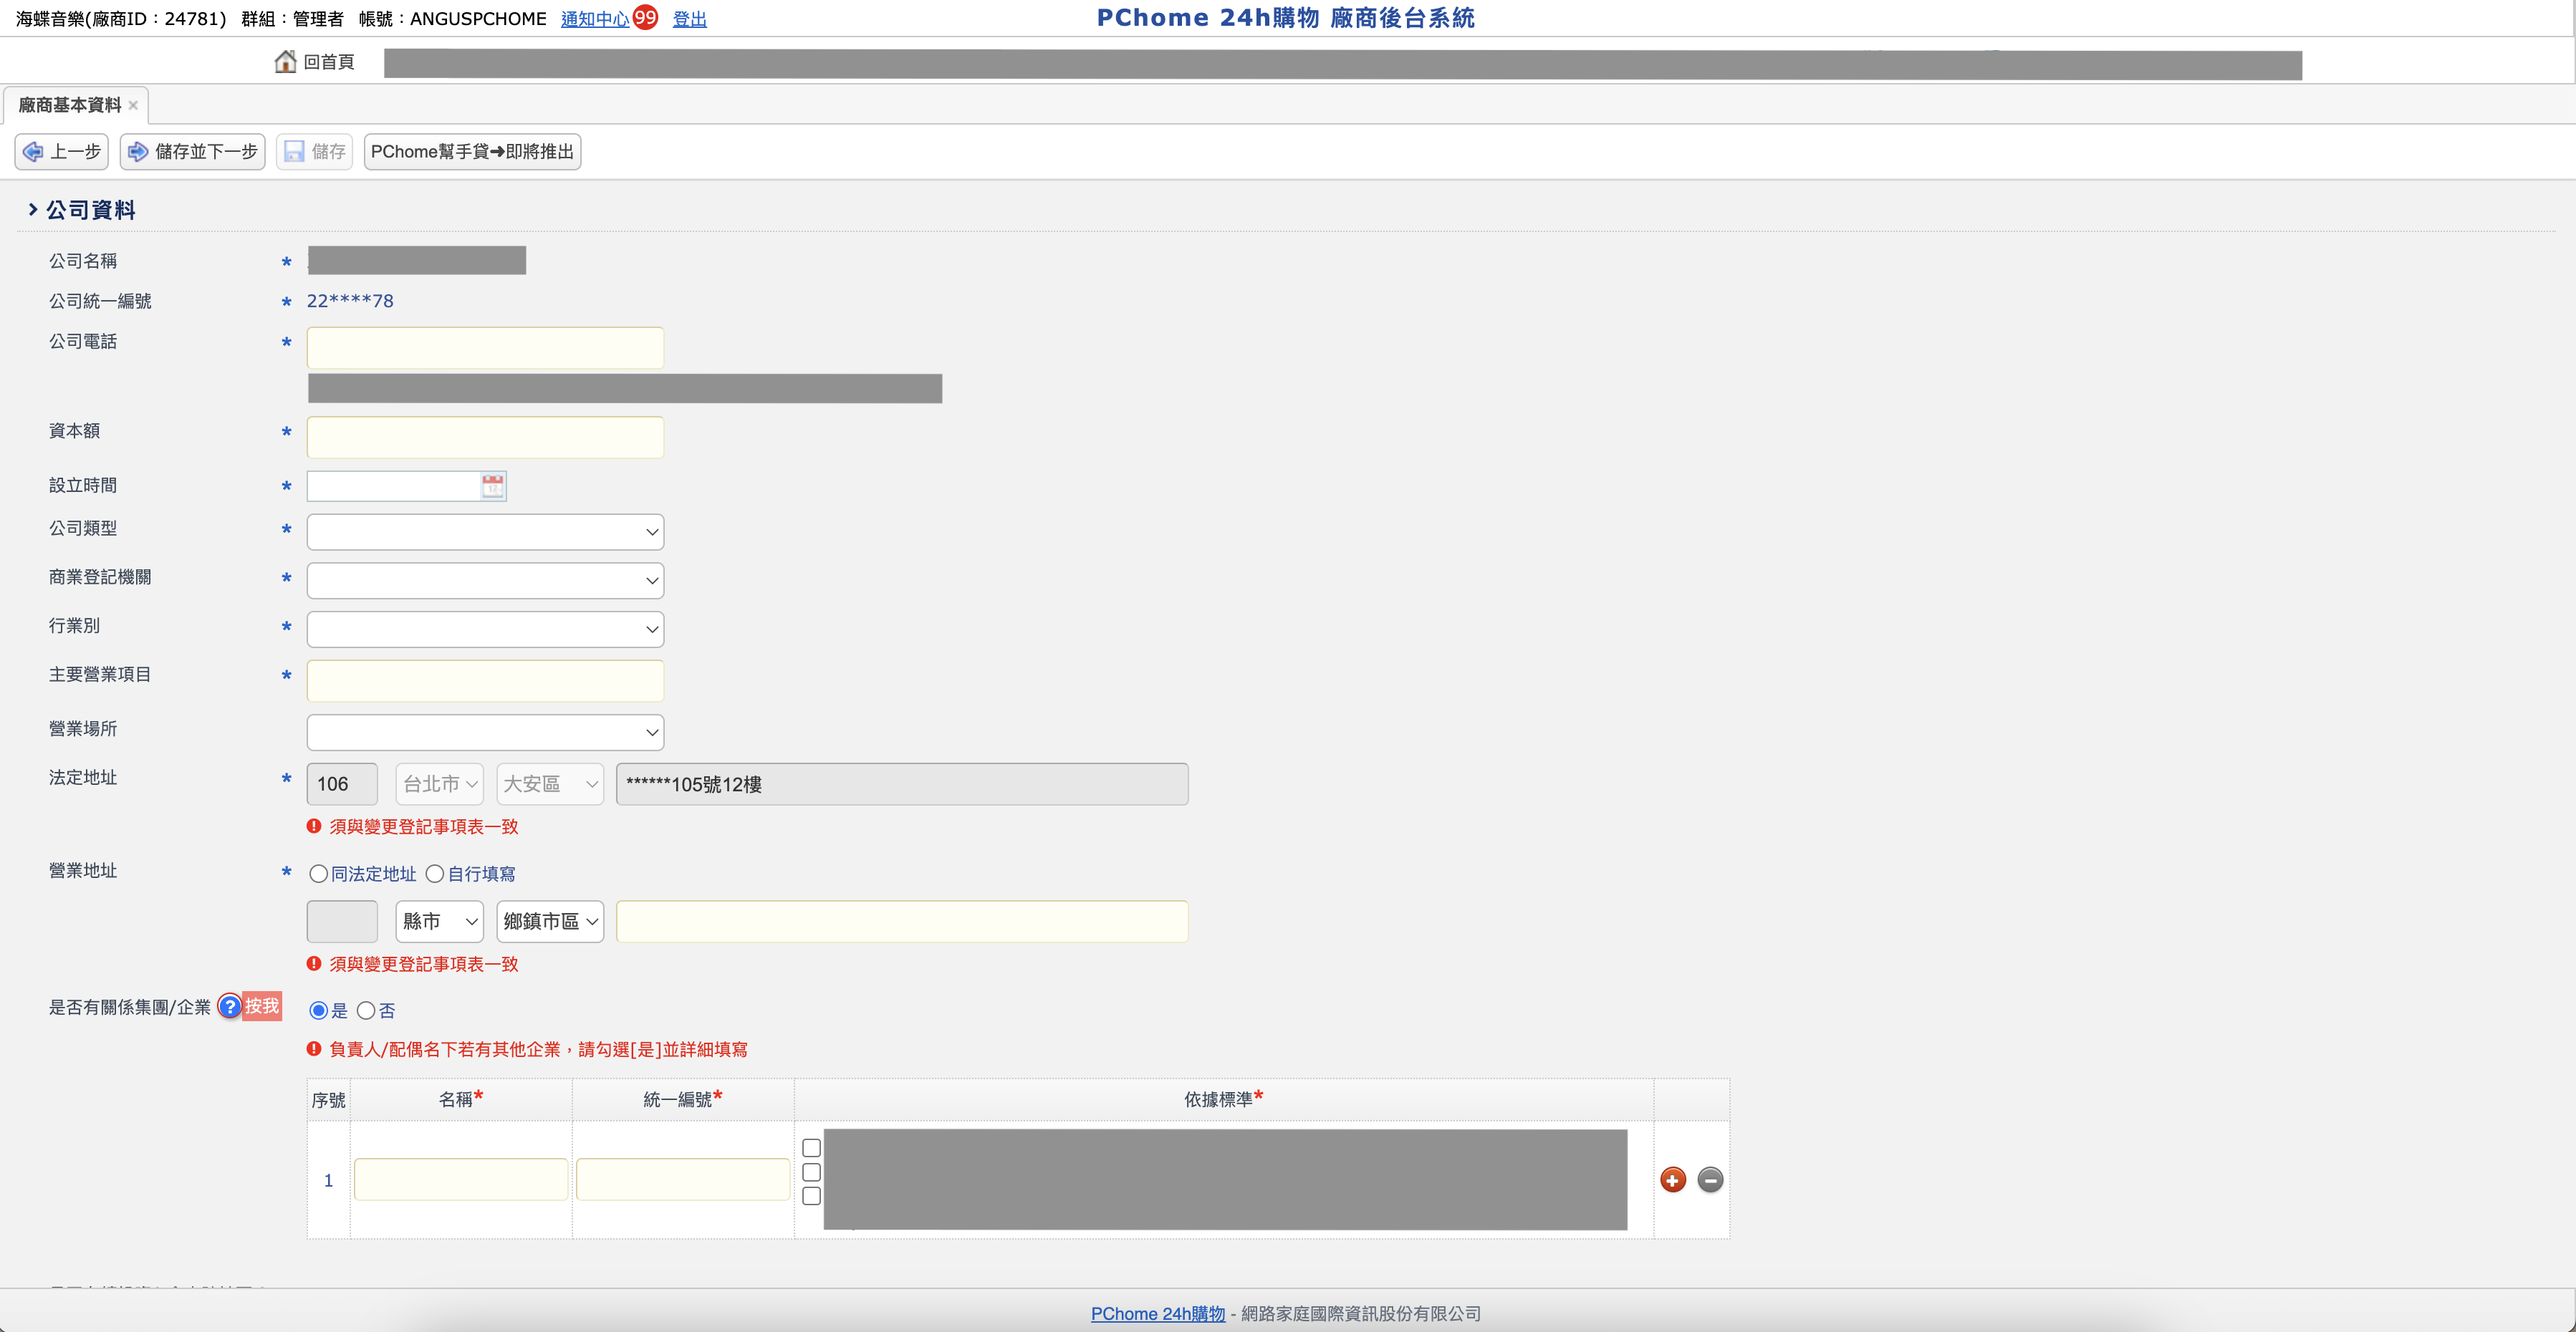 海蝶音樂(廠商ID：24781) 群組：管理者 帳號：ANGUSPCHOME 通知中心 99 登出
PChome 24h購物 廠商後台系統
回首頁
廠商基本資料 ×
上一步 儲存並下一步 儲存 PChome幫手貸➜即將推出
公司資料
公司名稱 *
公司統一編號 * 22****78
公司電話 *
資本額 *
設立時間 *
公司類型 *
商業登記機關 *
行業別 *
主要營業項目 *
營業場所
法定地址 * 106 台北市 大安區 ******105號12樓
須與變更登記事項表一致
營業地址 * 同法定地址 自行填寫
縣市 鄉鎮市區
須與變更登記事項表一致
是否有關係集團/企業 ? 按我 是 否
負責人/配偶名下若有其他企業，請勾選[是]並詳細填寫
序號 名稱* 統一編號* 依據標準*
1
PChome 24h購物 - 網路家庭國際資訊股份有限公司